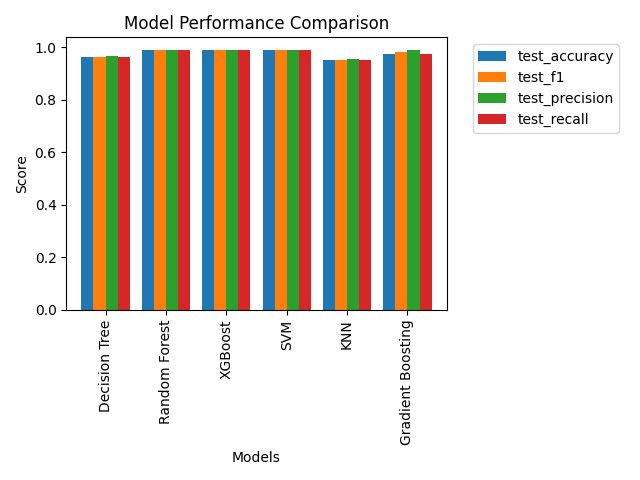 Model Performance Comparison
1.0
0.8
0.6
0.4
0.2
0.0
Score
Decision Tree
Random Forest
XGBoost
SVM
KNN
Gradient Boosting
Models
test_accuracy
test_f1
test_precision
test_recall